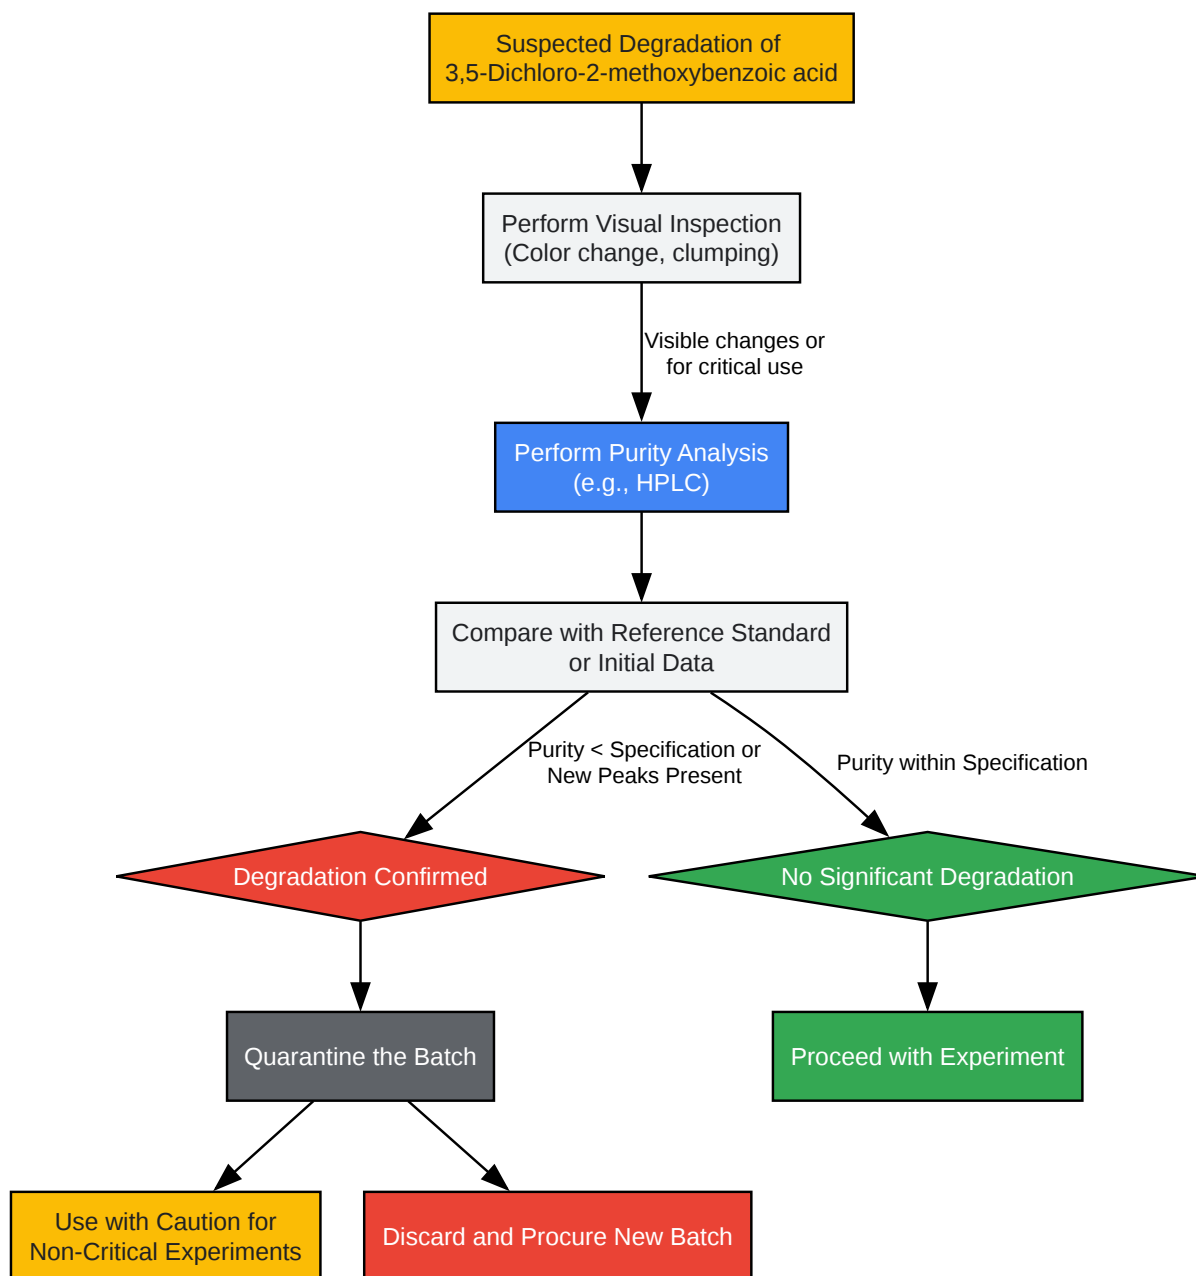 Suspected Degradation of
3,5-Dichloro-2-methoxybenzoic acid
Perform Visual Inspection
(Color change, clumping)
Visible changes or
for critical use
Perform Purity Analysis
(e.g., HPLC)
Compare with Reference Standard
or Initial Data
Purity < Specification or
New Peaks Present
Purity within Specification
Degradation Confirmed
No Significant Degradation
Quarantine the Batch
Proceed with Experiment
Use with Caution for
Non-Critical Experiments
Discard and Procure New Batch